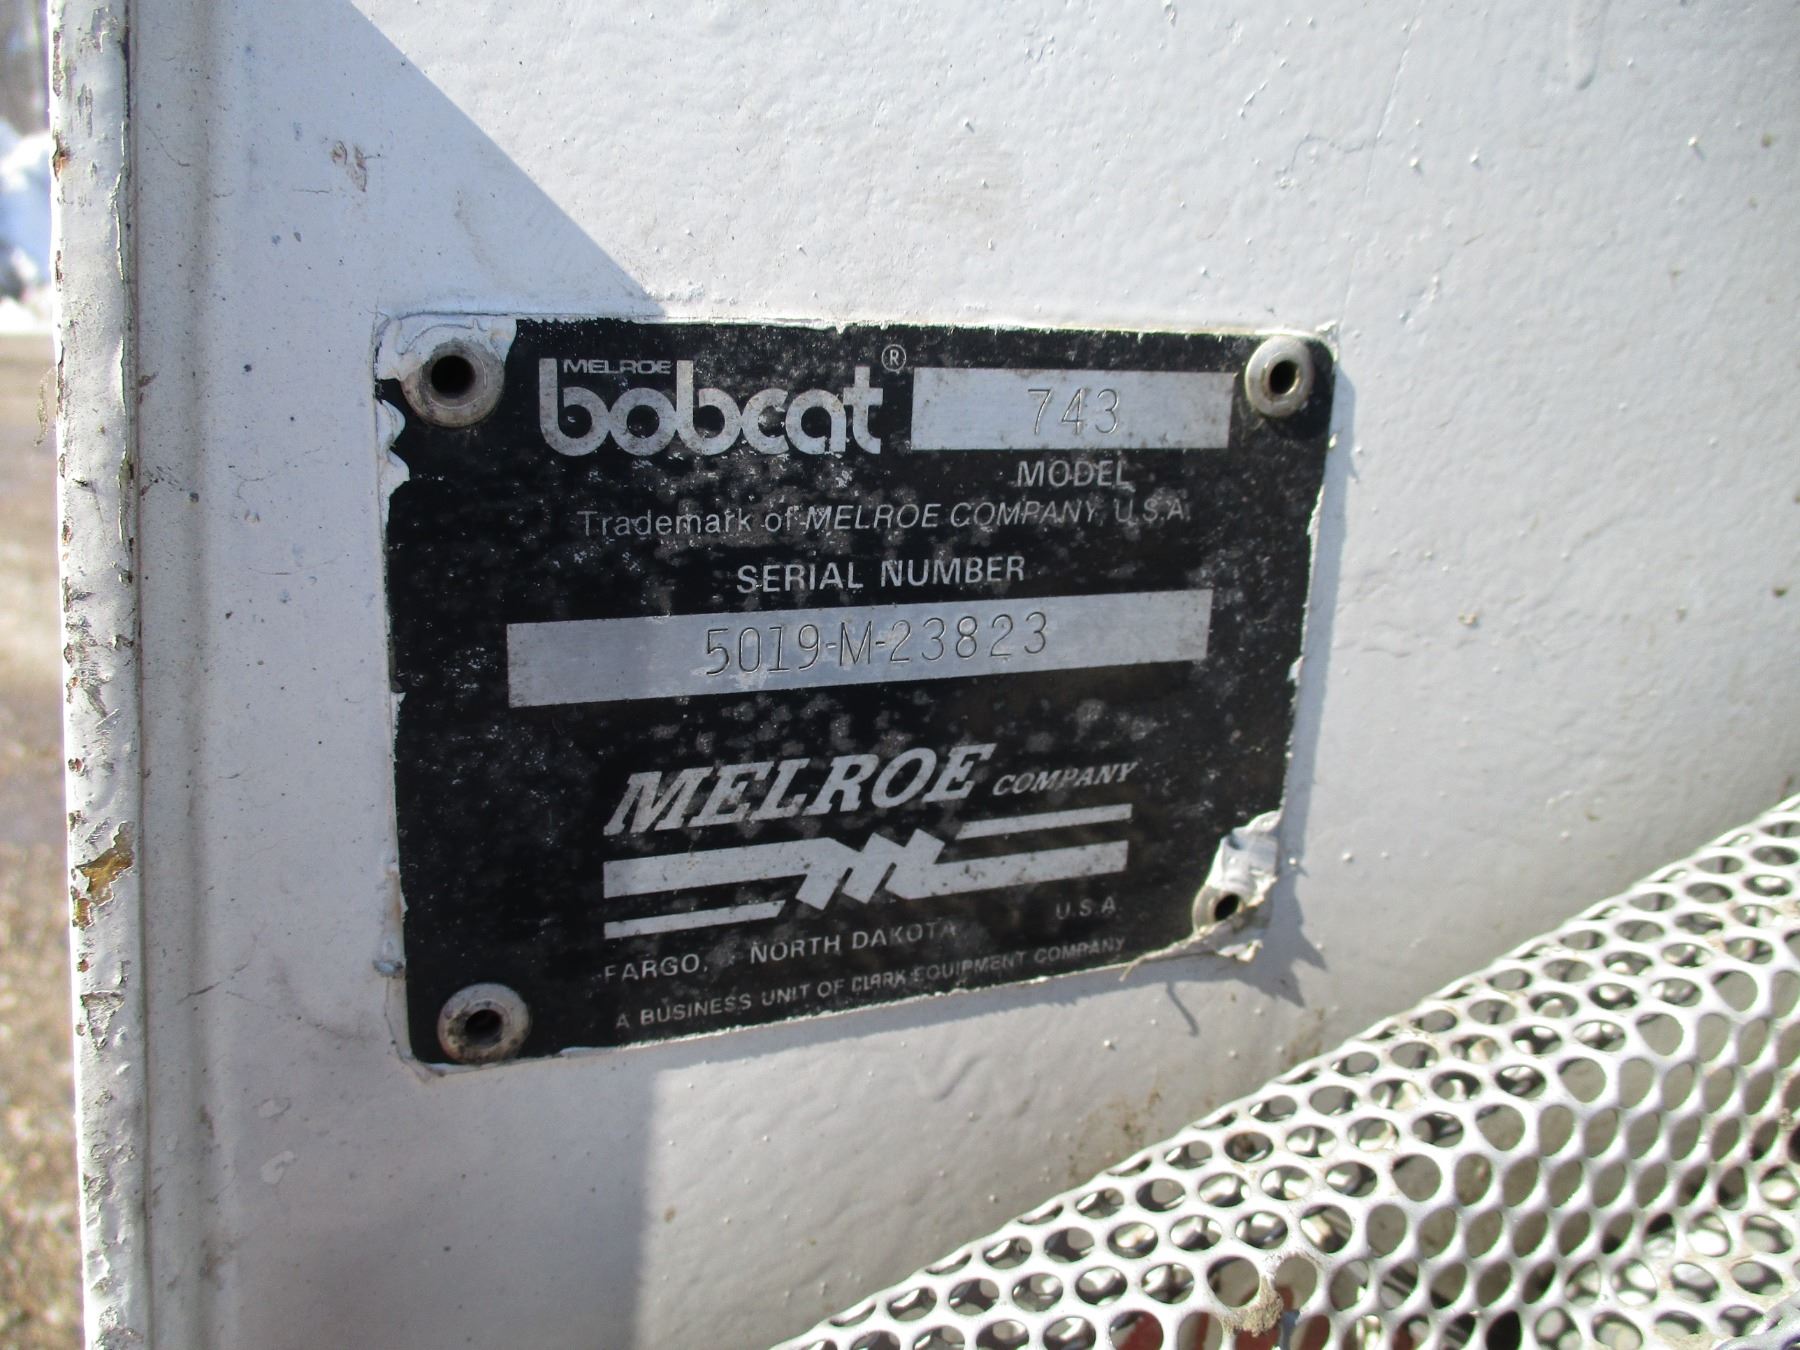 MELROE
bobcat ® 743
MODEL
Trademark of MELROE COMPANY, U.S.A.
SERIAL NUMBER
5019-M-23823
MELROE COMPANY
FARGO, NORTH DAKOTA U.S.A.
A BUSINESS UNIT OF CLARK EQUIPMENT COMPANY